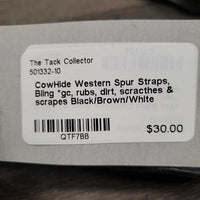 The Tack Collector
501332-10
CowHide Western Spur Straps,
Bling *gc, rubs, dirt, scracthes &
scrapes Black/Brown/White
QTF7B8
$30.00